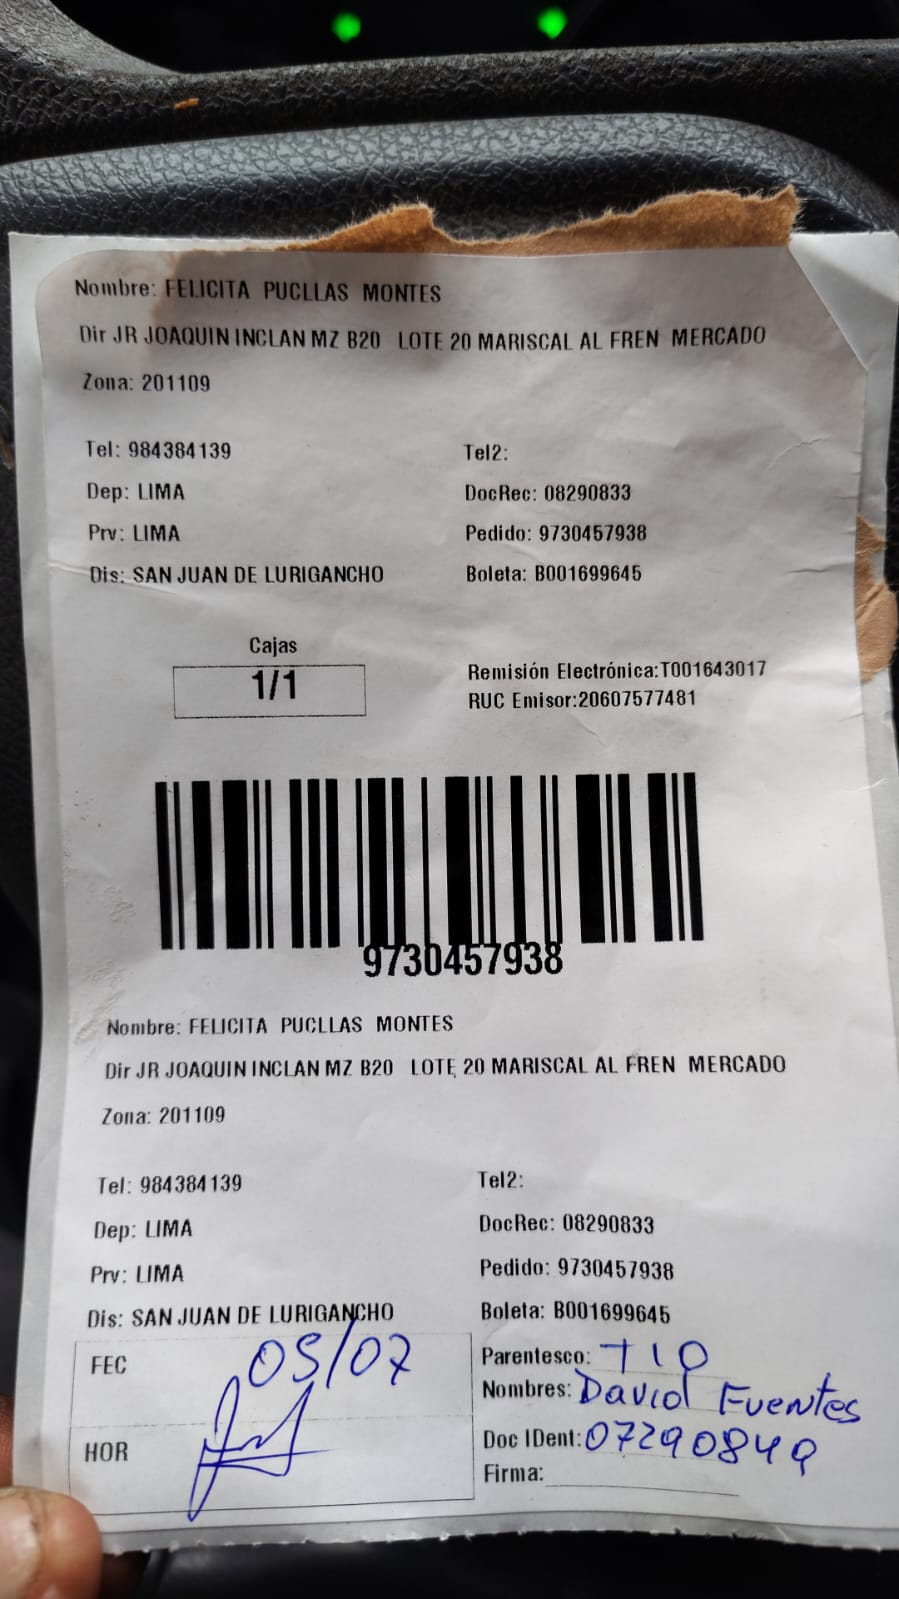 Nombre: FELICITA PUCLLAS MONTES
Dir JR JOAQUIN INCLAN MZ B20 LOTE 20 MARISCAL AL FREN MERCADO
Zona: 201109
Tel: 984384139 Tel2:
Dep: LIMA DocRec: 08290833
Prv: LIMA Pedido: 9730457938
Dis: SAN JUAN DE LURIGANCHO Boleta: B001699645
Cajas
1/1
Remisión Electrónica:T001643017
RUC Emisor:20607577481
9730457938
Nombre: FELICITA PUCLLAS MONTES
Dir JR JOAQUIN INCLAN MZ B20 LOTE 20 MARISCAL AL FREN MERCADO
Zona: 201109
Tel: 984384139 Tel2:
Dep: LIMA DocRec: 08290833
Prv: LIMA Pedido: 9730457938
Dis: SAN JUAN DE LURIGANCHO Boleta: B001699645
FEC 05/07 Parentesco: TIO
Nombres: David Fuentes
HOR Doc IDent: 07290849
Firma: